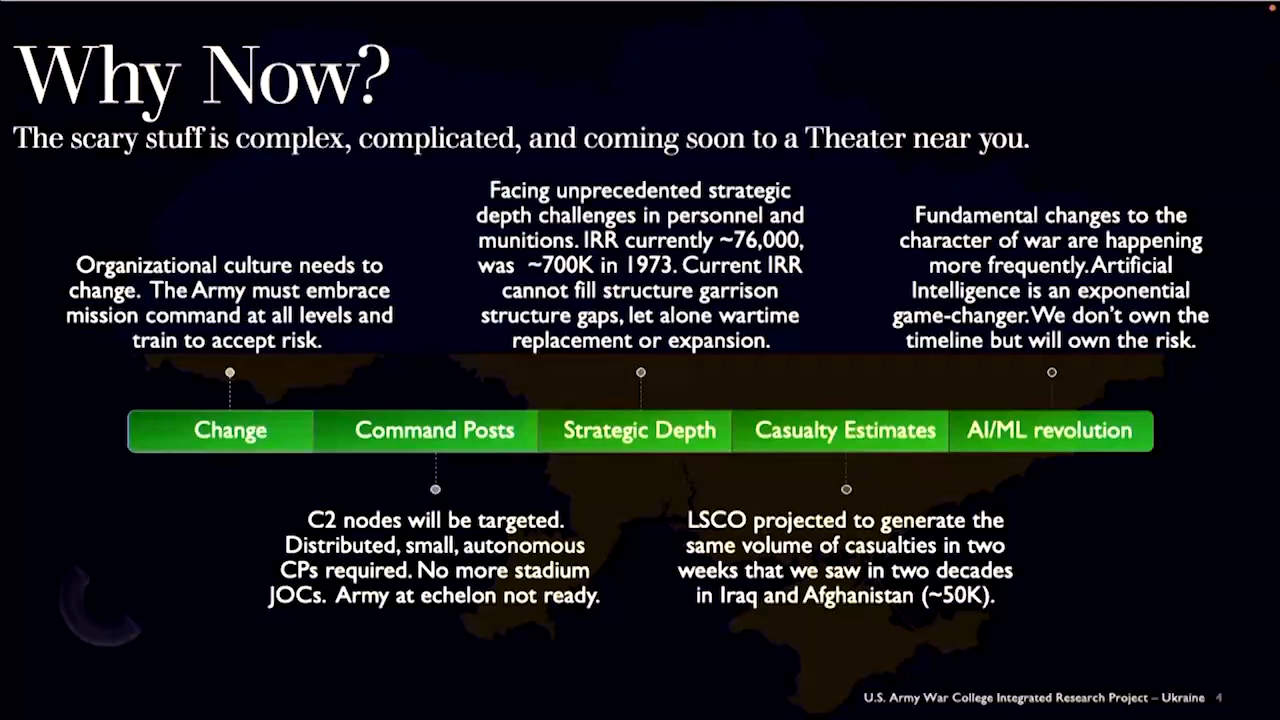 Why Now?
The scary stuff is complex, complicated, and coming soon to a Theater near you.
Organizational culture needs to
change. The Army must embrace
mission command at all levels and
train to accept risk.
Facing unprecedented strategic
depth challenges in personnel and
munitions. IRR currently ~76,000,
was ~700K in 1973. Current IRR
cannot fill structure garrison
structure gaps, let alone wartime
replacement or expansion.
Fundamental changes to the
character of war are happening
more frequently. Artificial
Intelligence is an exponential
game-changer. We don't own the
timeline but will own the risk.
Change
Command Posts
Strategic Depth
Casualty Estimates
AI/ML revolution
C2 nodes will be targeted.
Distributed, small, autonomous
CPs required. No more stadium
JOCs. Army at echelon not ready.
LSCO projected to generate the
same volume of casualties in two
weeks that we saw in two decades
in Iraq and Afghanistan (~50K).
U.S. Army War College Integrated Research Project – Ukraine 4